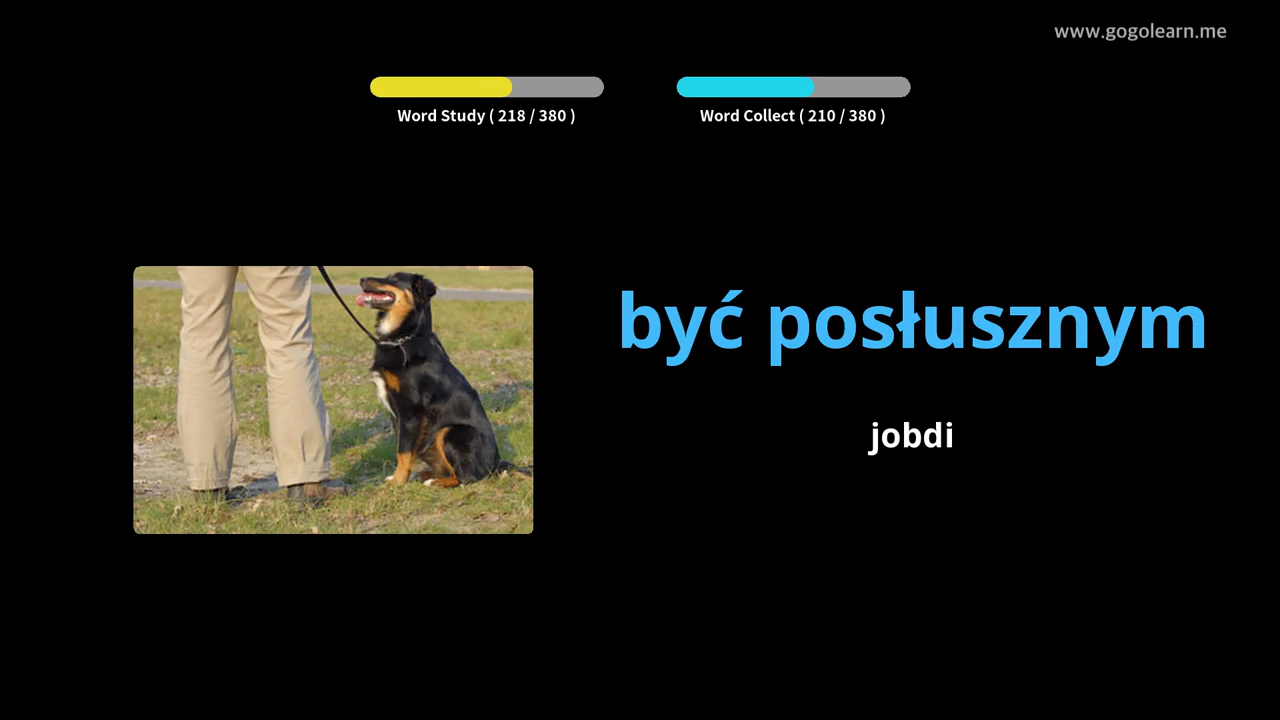 www.gogolearn.me
Word Study ( 218 / 380 )
Word Collect ( 210 / 380 )
być posłusznym
jobdi